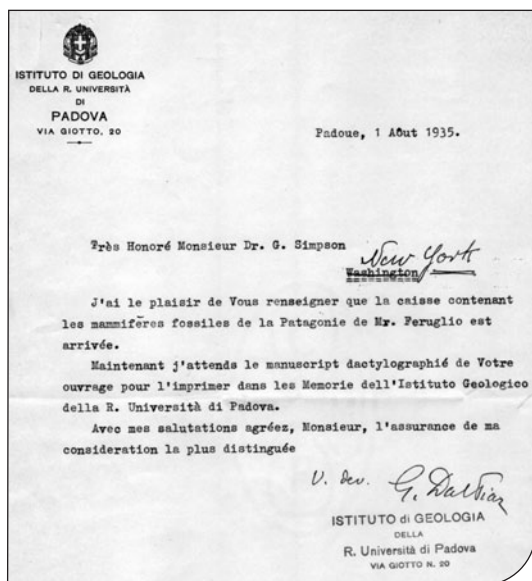 ISTITUTO DI GEOLOGIA
DELLA R. UNIVERSITÀ
DI
PADOVA
VIA GIOTTO, 20
Padoue, 1 Août 1935.
Très Honoré Monsieur Dr. G. Simpson
New York
Washington
J'ai le plaisir de Vous renseigner que la caisse contenant
les mammifères fossiles de la Patagonie de Mr. Feruglio est
arrivée.
Maintenant j'attends le manuscript dactylographié de Votre
ouvrage pour l'imprimer dans les Memorie dell'Istituto Geologico
della R. Università di Padova.
Avec mes salutations agréez, Monsieur, l'assurance de ma
consideration la plus distinguée
V. dev. G. Dal Piaz
ISTITUTO di GEOLOGIA
DELLA
R. Università di Padova
VIA GIOTTO N. 20